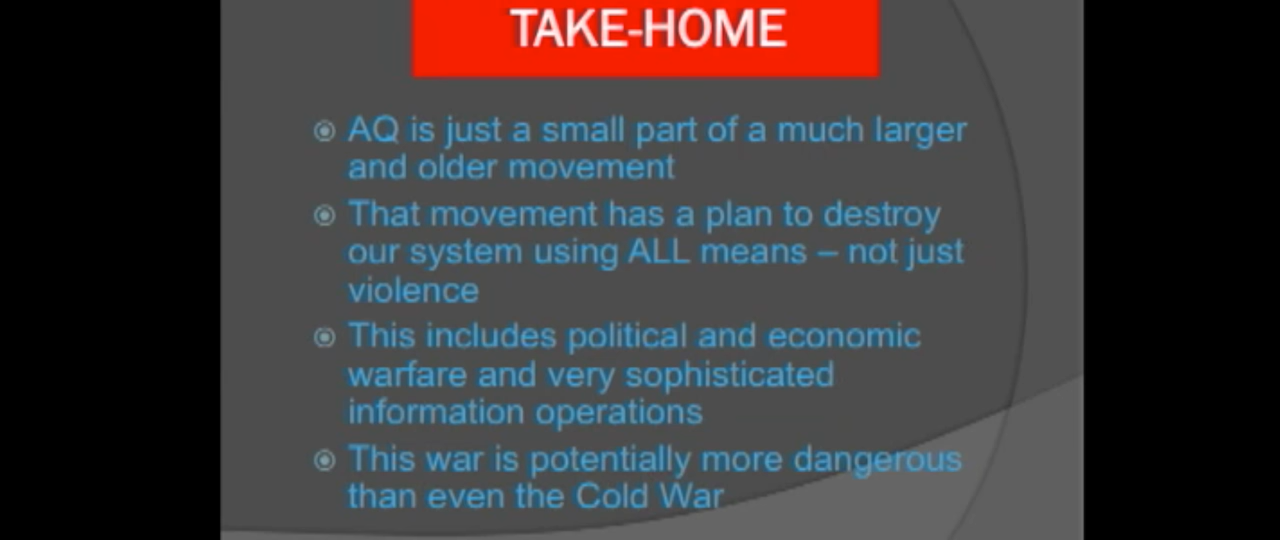 TAKE-HOME
AQ is just a small part of a much larger
and older movement
That movement has a plan to destroy
our system using ALL means – not just
violence
This includes political and economic
warfare and very sophisticated
information operations
This war is potentially more dangerous
than even the Cold War